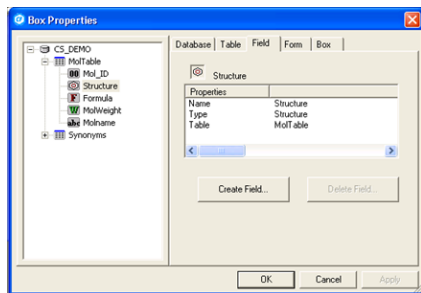 Box Properties
CS_DEMO
MolTable
Mol_ID
Structure
Formula
MolWeight
Molname
Synonyms
Database Table Field Form Box
Structure
Properties
Name Structure
Type Structure
Table MolTable
Create Field... Delete Field...
OK Cancel Apply